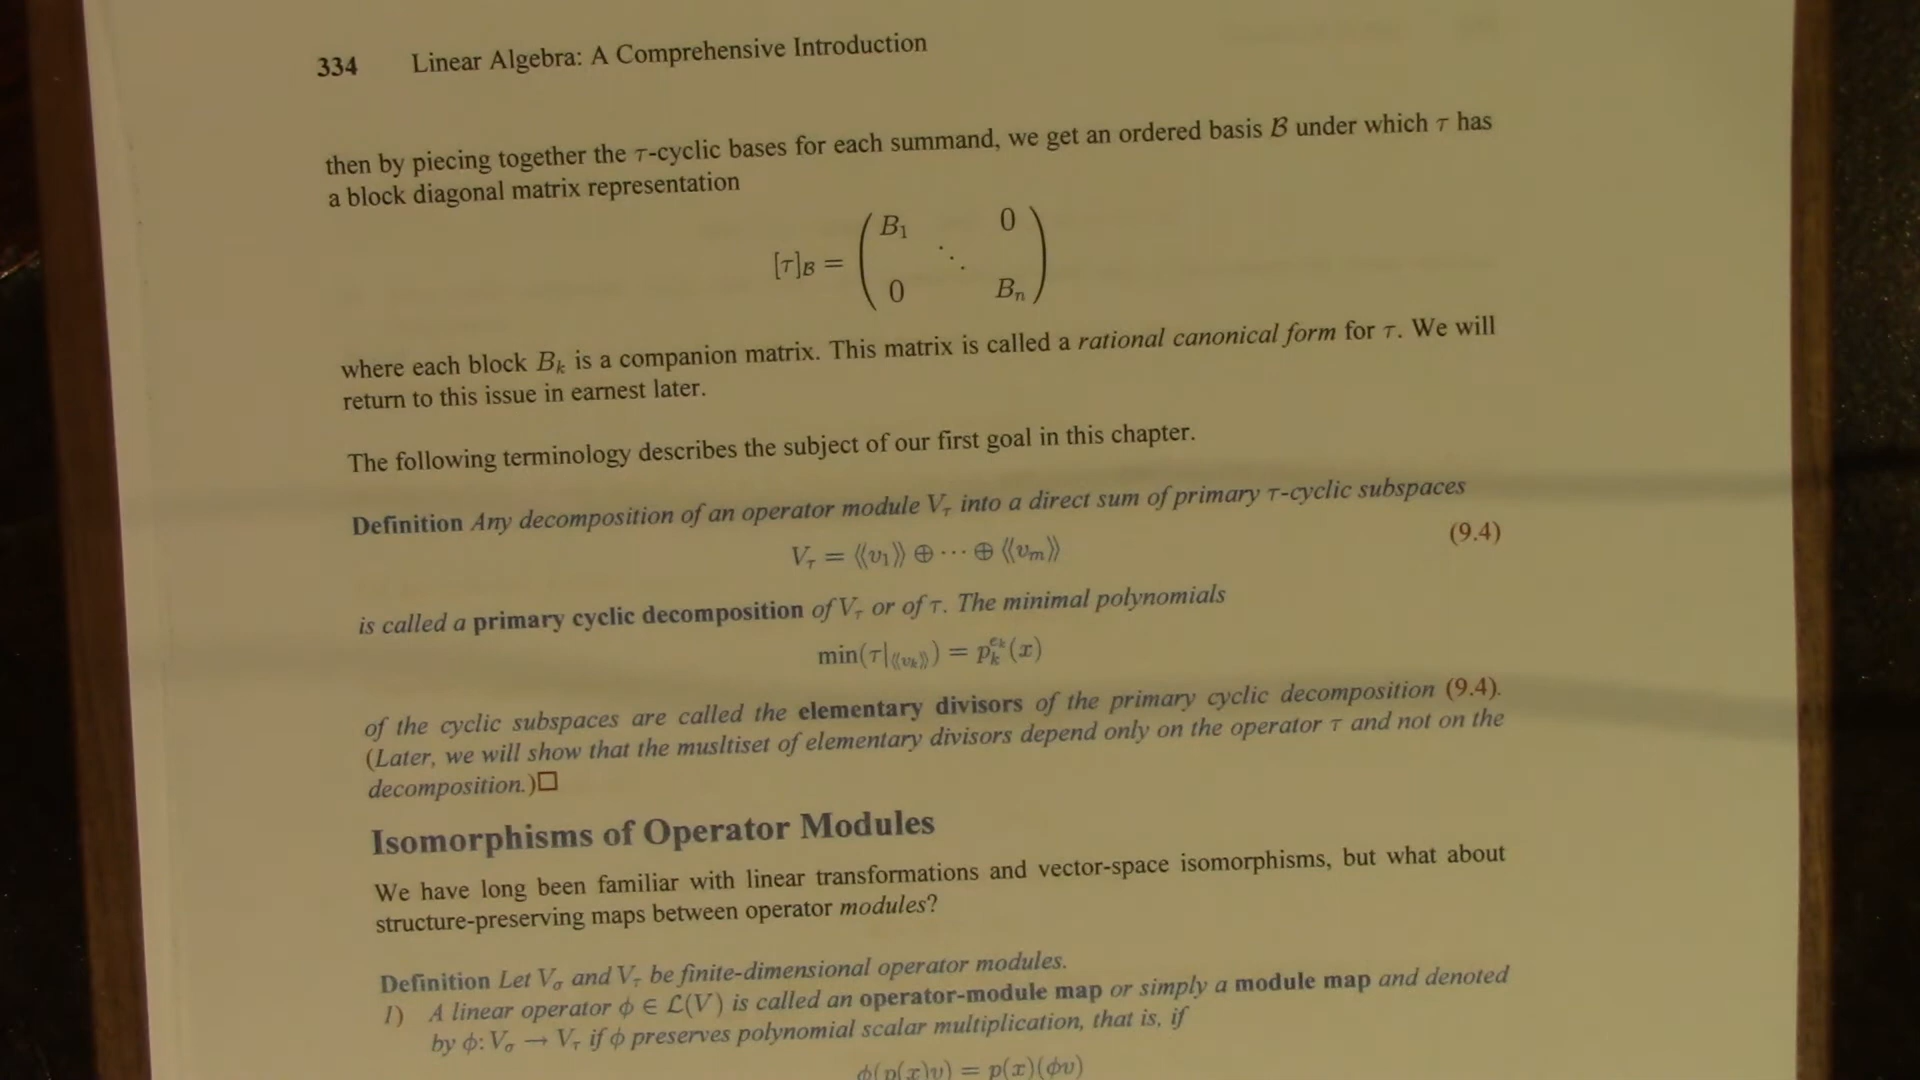 334 Linear Algebra: A Comprehensive Introduction
then by piecing together the τ-cyclic bases for each summand, we get an ordered basis ℬ under which τ has
a block diagonal matrix representation
[τ]ℬ = ( B₁ 0 ⋱ 0 Bₙ )
where each block Bₖ is a companion matrix. This matrix is called a rational canonical form for τ. We will
return to this issue in earnest later.
The following terminology describes the subject of our first goal in this chapter.
Definition Any decomposition of an operator module V_τ into a direct sum of primary τ-cyclic subspaces
V_τ = ⟪v₁⟫ ⊕ ⋯ ⊕ ⟪vₘ⟫ (9.4)
is called a primary cyclic decomposition of V_τ or of τ. The minimal polynomials
min(τ|_⟪vₖ⟫) = pₖ^eₖ(x)
of the cyclic subspaces are called the elementary divisors of the primary cyclic decomposition (9.4).
(Later, we will show that the musltiset of elementary divisors depend only on the operator τ and not on the
decomposition.)□
Isomorphisms of Operator Modules
We have long been familiar with linear transformations and vector-space isomorphisms, but what about
structure-preserving maps between operator modules?
Definition Let V_σ and V_τ be finite-dimensional operator modules.
1) A linear operator ϕ ∈ ℒ(V) is called an operator-module map or simply a module map and denoted
by ϕ: V_σ → V_τ if ϕ preserves polynomial scalar multiplication, that is, if
ϕ(p(x)v) = p(x)(ϕv)